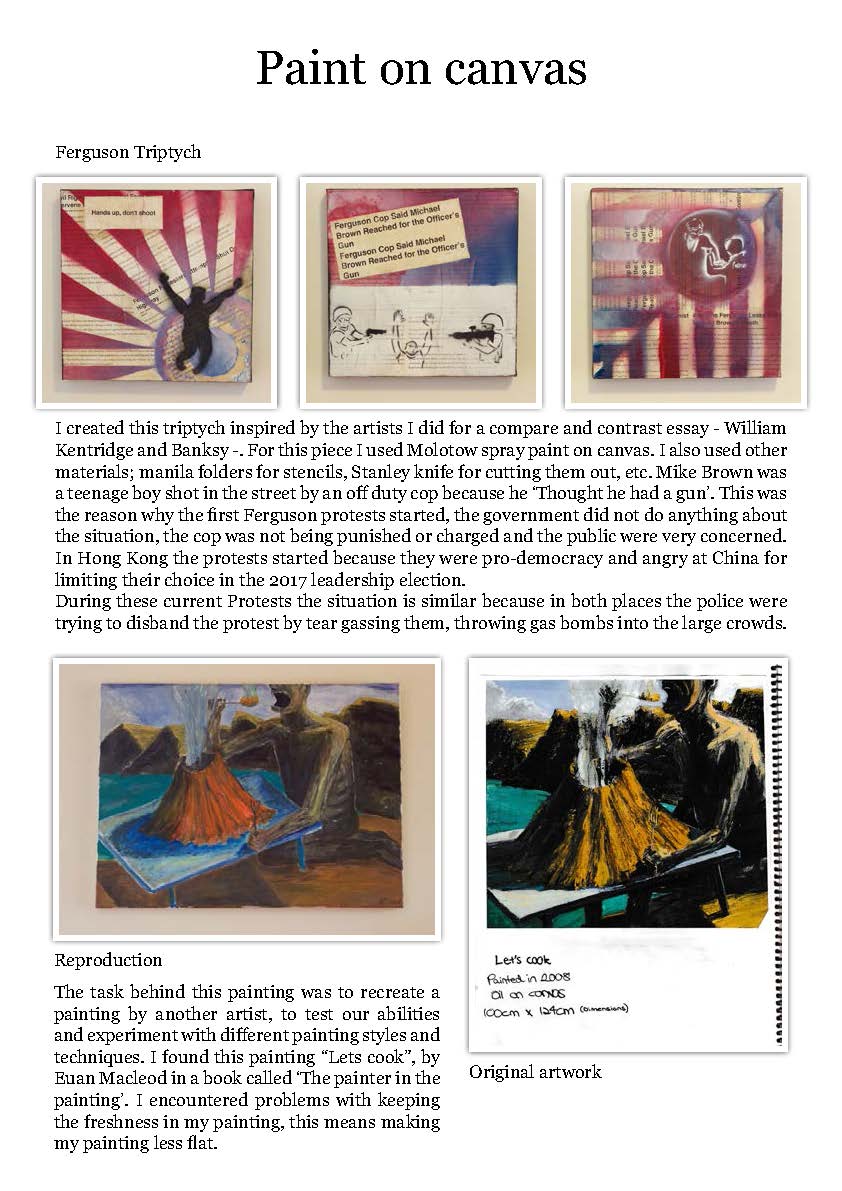 Paint on canvas
Ferguson Triptych
Hands up, don't shoot
Ferguson Cop Said Michael
Brown Reached for the Officer's
Gun
Ferguson Cop Said Michael
Brown Reached for the Officer's
Gun
I created this triptych inspired by the artists I did for a compare and contrast essay - William
Kentridge and Banksy -. For this piece I used Molotow spray paint on canvas. I also used other
materials; manila folders for stencils, Stanley knife for cutting them out, etc. Mike Brown was
a teenage boy shot in the street by an off duty cop because he ‘Thought he had a gun’. This was
the reason why the first Ferguson protests started, the government did not do anything about
the situation, the cop was not being punished or charged and the public were very concerned.
In Hong Kong the protests started because they were pro-democracy and angry at China for
limiting their choice in the 2017 leadership election.
During these current Protests the situation is similar because in both places the police were
trying to disband the protest by tear gassing them, throwing gas bombs into the large crowds.
Let's cook
Painted in 2008
Oil on canvas
100cm x 124cm (Dimensions)
Reproduction
The task behind this painting was to recreate a
painting by another artist, to test our abilities
and experiment with different painting styles and
techniques. I found this painting “Lets cook”, by
Euan Macleod in a book called ‘The painter in the
painting’. I encountered problems with keeping
the freshness in my painting, this means making
my painting less flat.
Original artwork